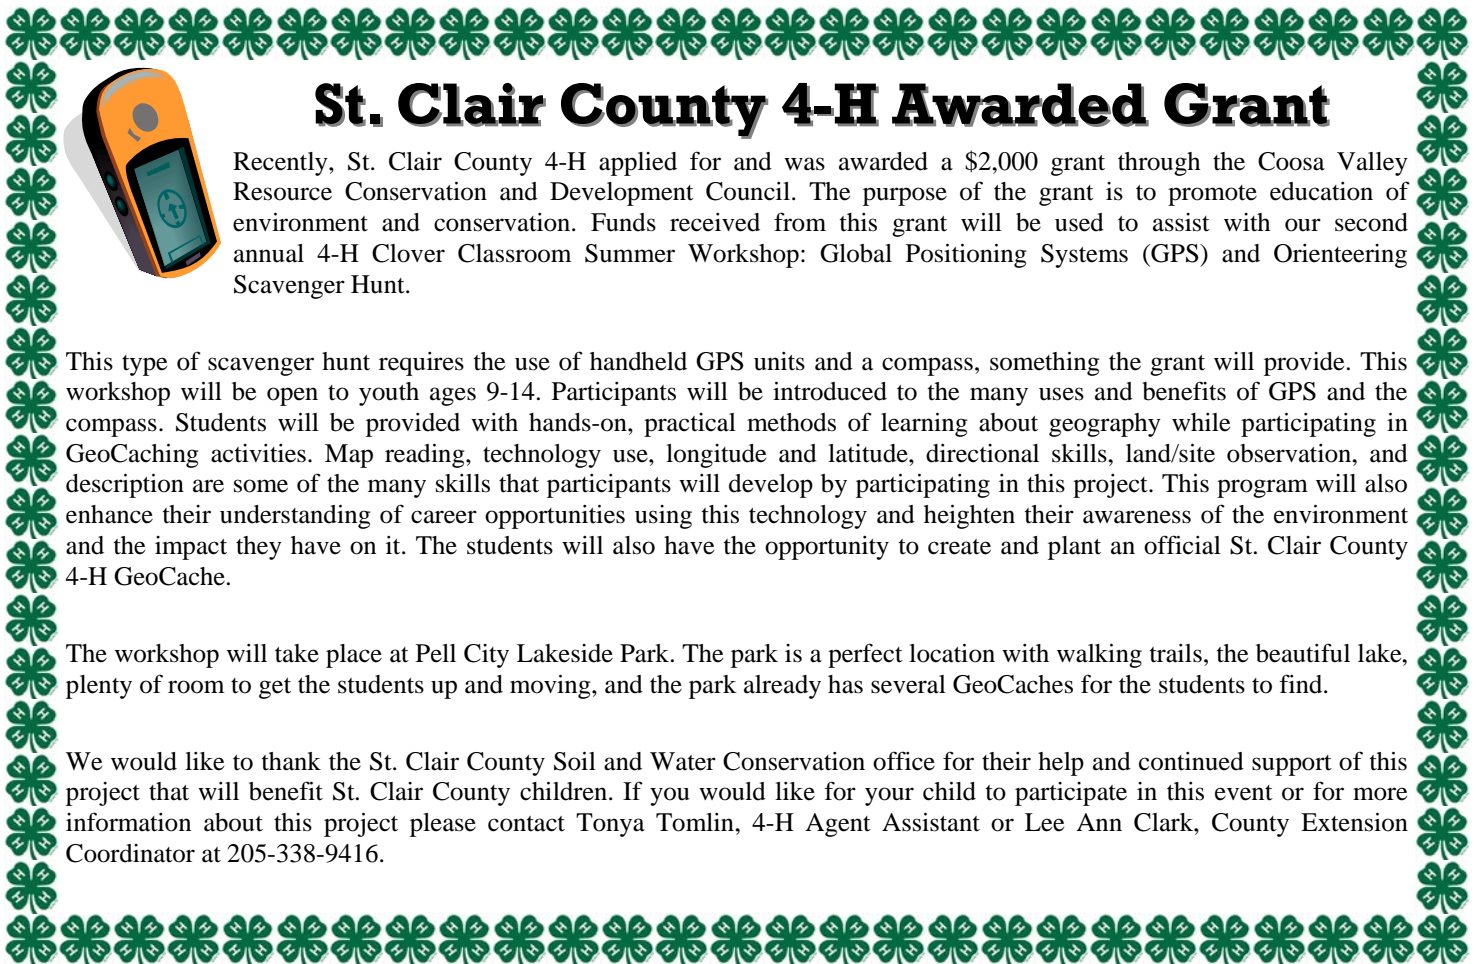 St. Clair County 4-H Awarded Grant
Recently, St. Clair County 4-H applied for and was awarded a $2,000 grant through the Coosa Valley
Resource Conservation and Development Council. The purpose of the grant is to promote education of
environment and conservation. Funds received from this grant will be used to assist with our second
annual 4-H Clover Classroom Summer Workshop: Global Positioning Systems (GPS) and Orienteering
Scavenger Hunt.
This type of scavenger hunt requires the use of handheld GPS units and a compass, something the grant will provide. This
workshop will be open to youth ages 9-14. Participants will be introduced to the many uses and benefits of GPS and the
compass. Students will be provided with hands-on, practical methods of learning about geography while participating in
GeoCaching activities. Map reading, technology use, longitude and latitude, directional skills, land/site observation, and
description are some of the many skills that participants will develop by participating in this project. This program will also
enhance their understanding of career opportunities using this technology and heighten their awareness of the environment
and the impact they have on it. The students will also have the opportunity to create and plant an official St. Clair County
4-H GeoCache.
The workshop will take place at Pell City Lakeside Park. The park is a perfect location with walking trails, the beautiful lake,
plenty of room to get the students up and moving, and the park already has several GeoCaches for the students to find.
We would like to thank the St. Clair County Soil and Water Conservation office for their help and continued support of this
project that will benefit St. Clair County children. If you would like for your child to participate in this event or for more
information about this project please contact Tonya Tomlin, 4-H Agent Assistant or Lee Ann Clark, County Extension
Coordinator at 205-338-9416.